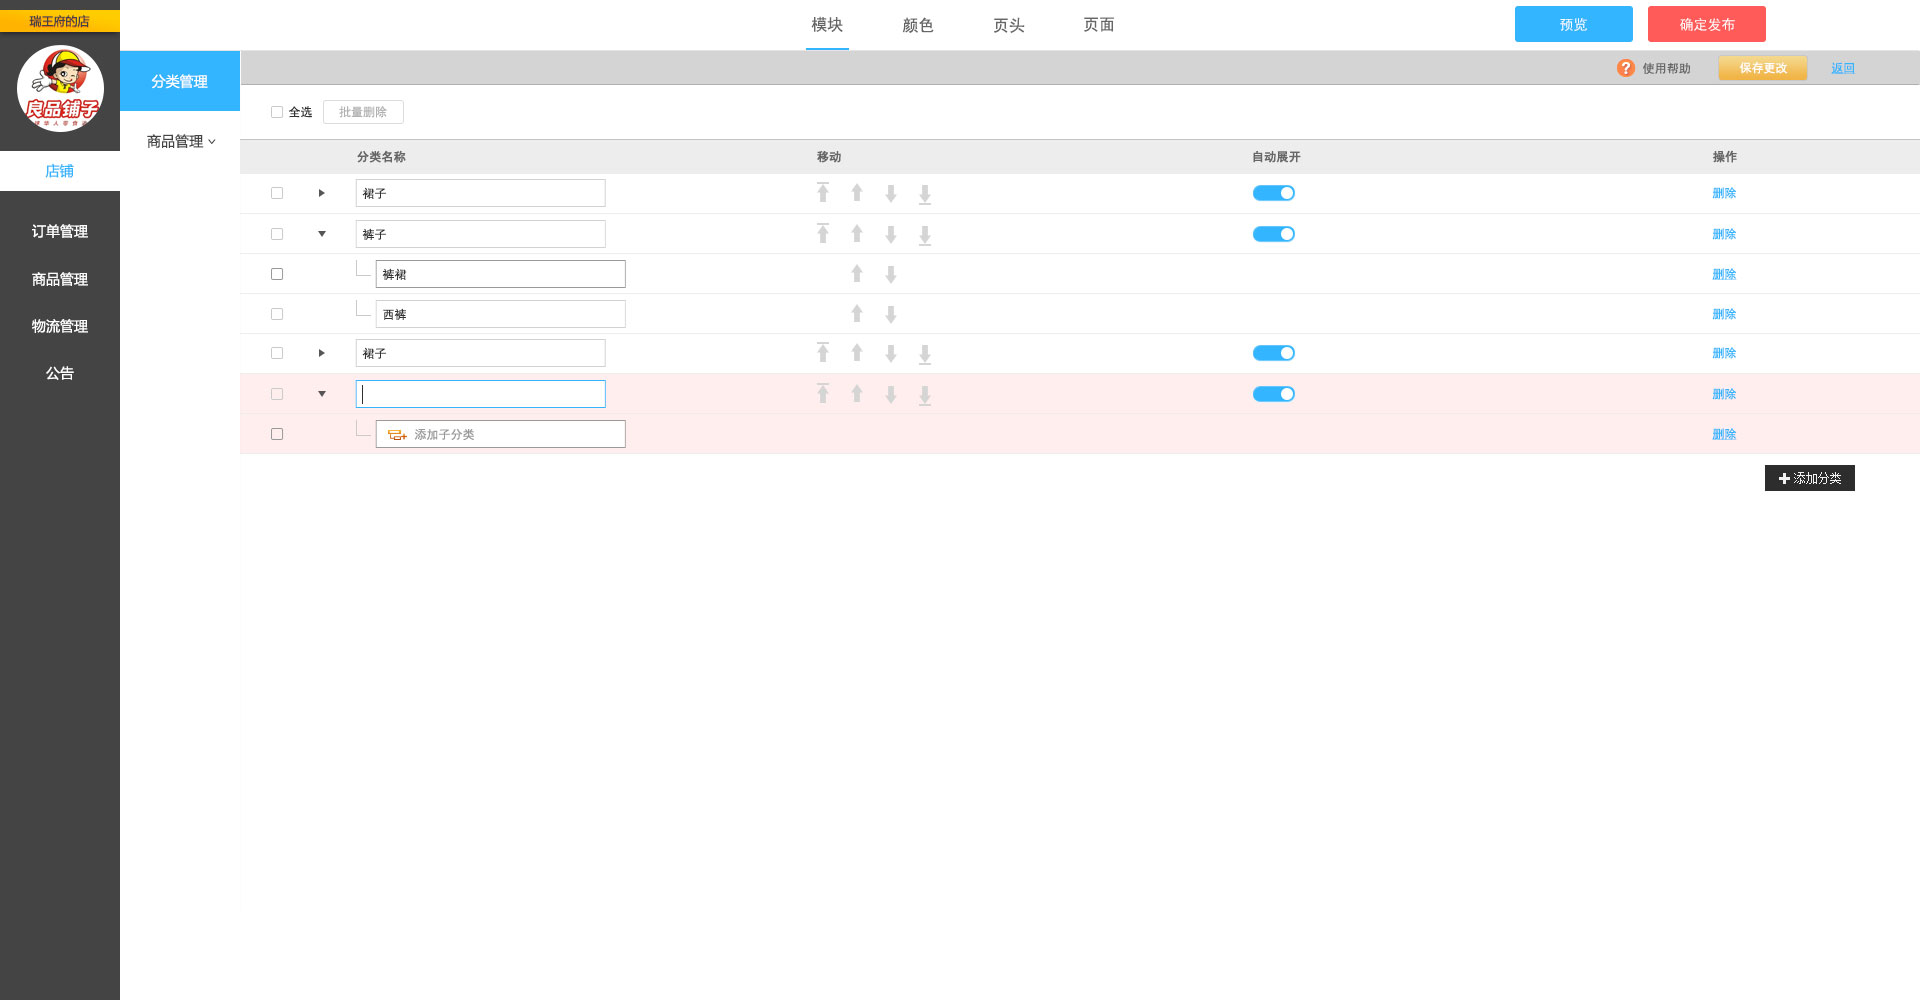 瑞王府的店
模块 颜色 页头 页面
预览 确定发布
良品铺子
分类管理
使用帮助 保存更改 返回
全选 批量删除
商品管理
店铺
订单管理
商品管理
物流管理
公告
分类名称 移动 自动展开 操作
裙子 删除
裤子 删除
裤裙 删除
西裤 删除
裙子 删除
删除
添加子分类 删除
添加分类